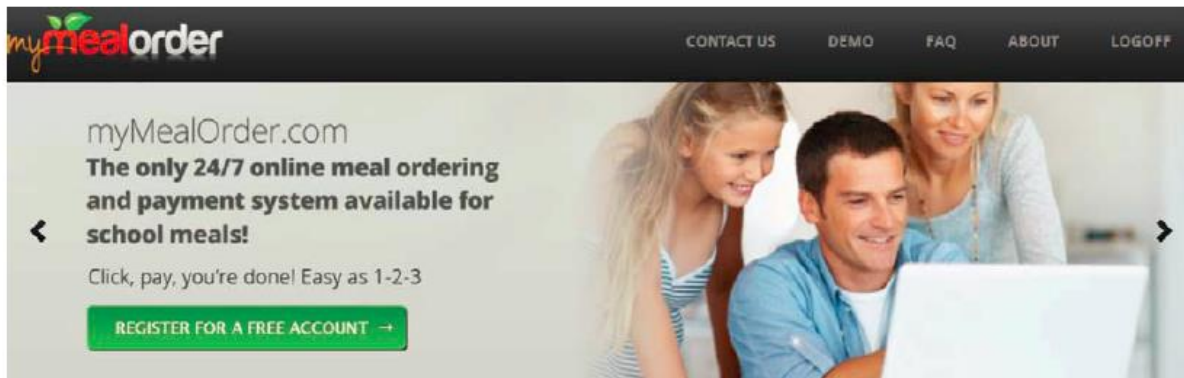 mymealorder
CONTACT US DEMO FAQ ABOUT LOGOFF
myMealOrder.com
The only 24/7 online meal ordering
and payment system available for
school meals!
Click, pay, you're done! Easy as 1-2-3
REGISTER FOR A FREE ACCOUNT →